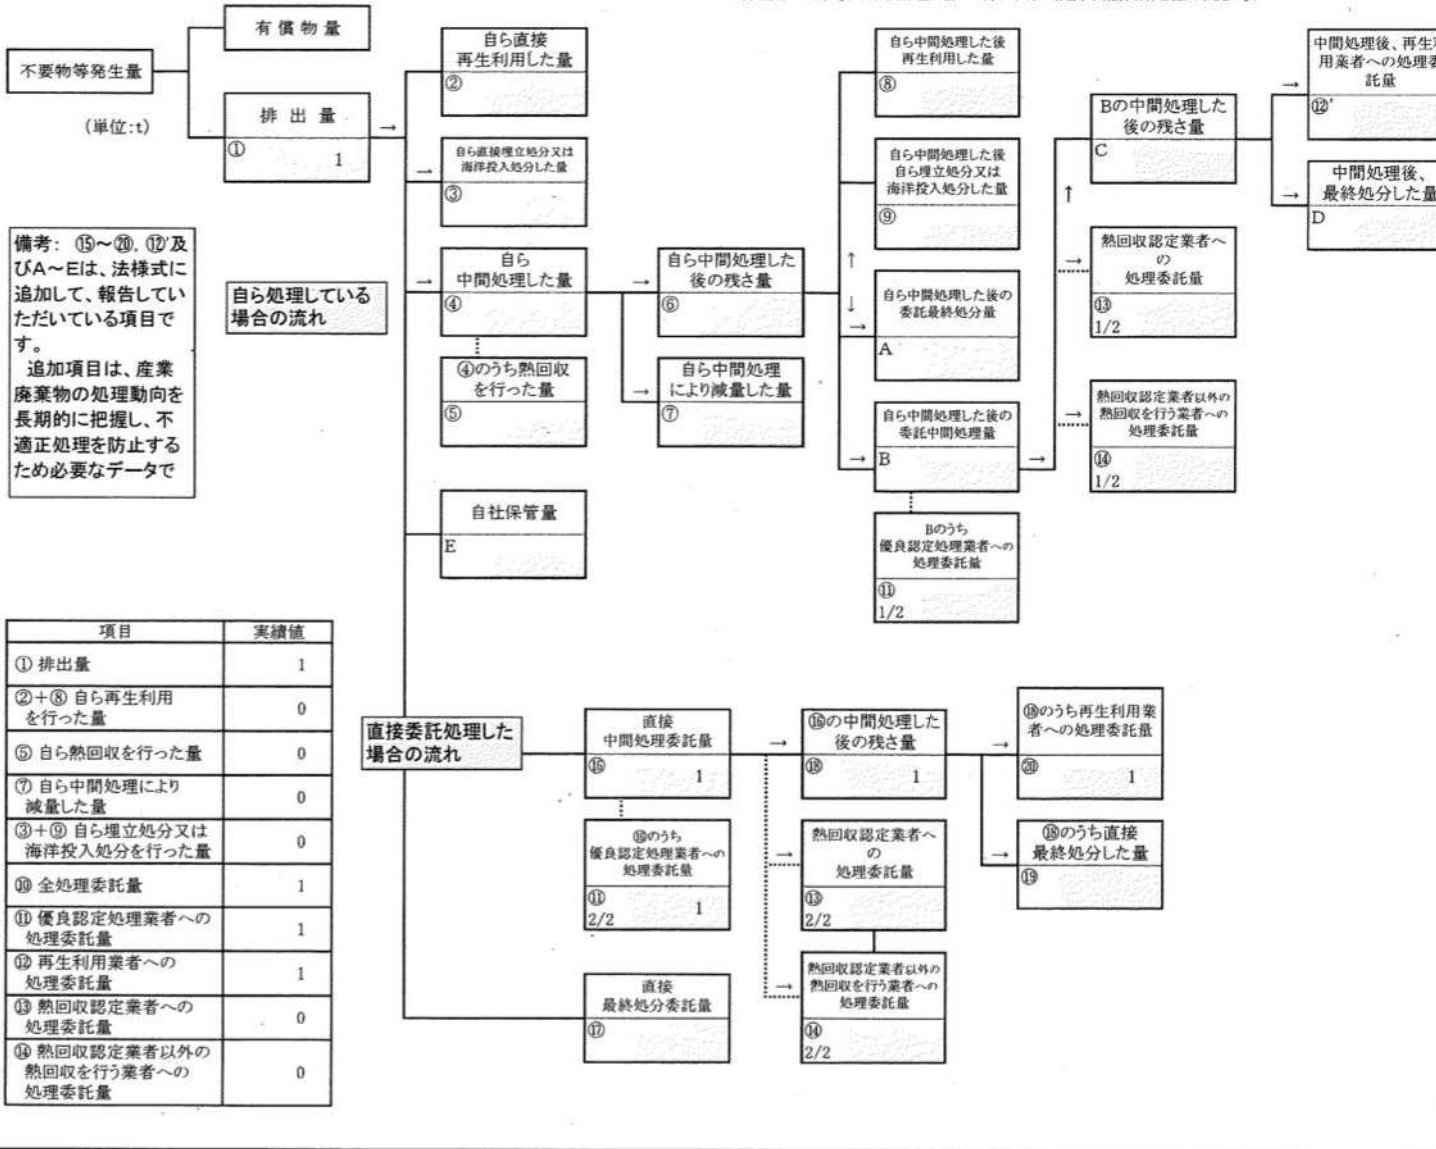 有償物量
不要物等発生量
(単位:t)
排出量
①
1
→
自ら直接
再生利用した量
②
→
自ら直接埋立処分又は
海洋投入処分した量
③
備考: ⑮~⑳, ⑫'及
びA~Eは、法様式に
追加して、報告してい
ただいている項目で
す。
追加項目は、産業
廃棄物の処理動向を
長期的に把握し、不
適正処理を防止する
ため必要なデータで
自ら処理している
場合の流れ
→
自ら
中間処理した量
④
④のうち熱回収
を行った量
⑤
→
自ら中間処理した
後の残さ量
⑥
→
自ら中間処理
により減量した量
⑦
自社保管量
E
自ら中間処理した後
再生利用した量
⑧
自ら中間処理した後
自ら埋立処分又は
海洋投入処分した量
⑨
↑
↓
→
自ら中間処理した後の
委託最終処分量
A
→
自ら中間処理した後の
委託中間処理量
B
→
Bのうち
優良認定処理業者への
処理委託量
⑪
1/2
↑
Bの中間処理した
後の残さ量
C
→
熱回収認定業者へ
の
処理委託量
⑬
1/2
→
熱回収認定業者以外の
熱回収を行う業者への
処理委託量
⑭
1/2
→
中間処理後、再生
用業者への処理
託量
⑫'
→
中間処理後、
最終処分した量
D
項目 実績値
① 排出量 1
②+⑧ 自ら再生利用
を行った量 0
⑤ 自ら熱回収を行った量 0
⑦ 自ら中間処理により
減量した量 0
③+⑨ 自ら埋立処分又は
海洋投入処分を行った量 0
⑩ 全処理委託量 1
⑪ 優良認定処理業者への
処理委託量 1
⑫ 再生利用業者への
処理委託量 1
⑬ 熱回収認定業者への
処理委託量 0
⑭ 熱回収認定業者以外の
熱回収を行う業者への
処理委託量 0
直接委託処理した
場合の流れ
直接
中間処理委託量
⑯
1
⑯のうち
優良認定処理業者への
処理委託量
⑪
2/2
1
直接
最終処分委託量
⑰
→
⑯の中間処理した
後の残さ量
⑱
1
→
熱回収認定業者へ
の
処理委託量
⑬
2/2
→
熱回収認定業者以外の
熱回収を行う業者への
処理委託量
⑭
2/2
→
⑱のうち再生利用業
者への処理委託量
⑳
1
→
⑱のうち直接
最終処分した量
⑲